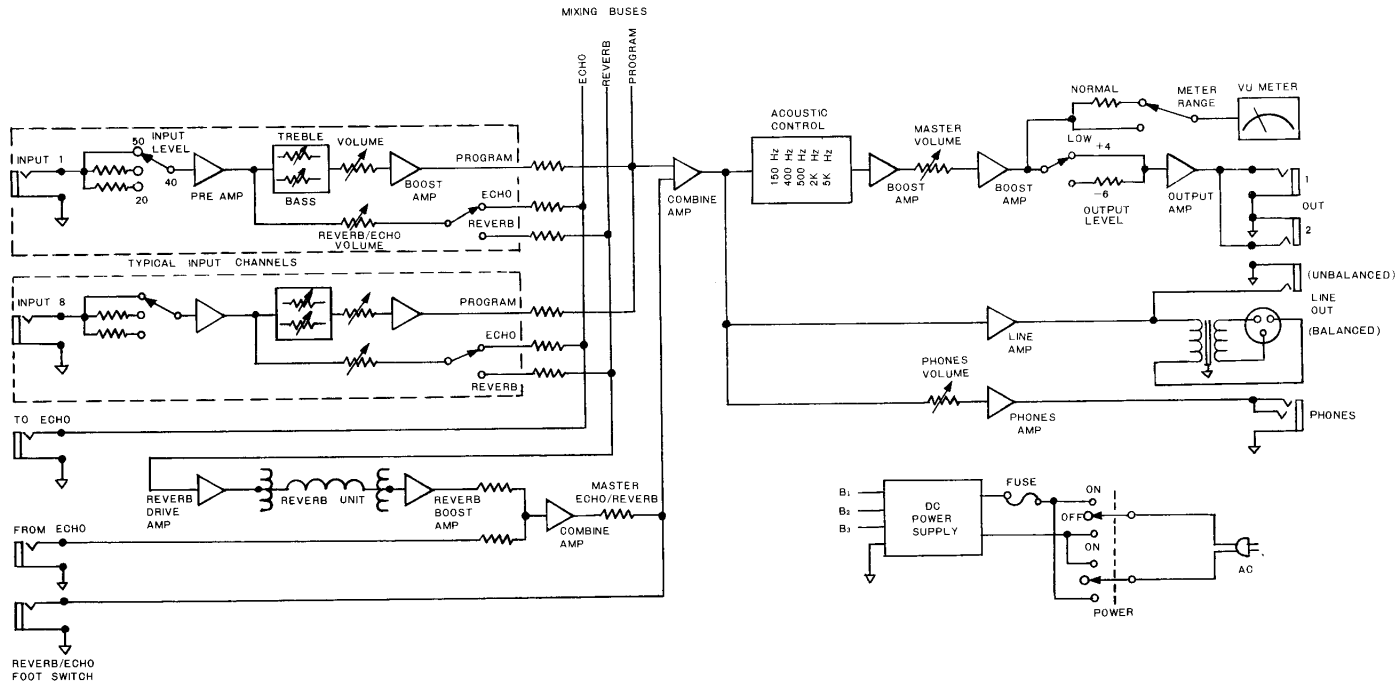 MIXING BUSES
ECHO
REVERB
PROGRAM
INPUT 1
50
INPUT
LEVEL
40
20
PRE AMP
TREBLE
BASS
VOLUME
BOOST
AMP
PROGRAM
ECHO
REVERB
REVERB/ECHO
VOLUME
TYPICAL INPUT CHANNELS
INPUT 8
PROGRAM
ECHO
REVERB
TO ECHO
REVERB
DRIVE
AMP
REVERB UNIT
REVERB
BOOST
AMP
COMBINE
AMP
MASTER
ECHO/REVERB
FROM ECHO
REVERB/ECHO
FOOT SWITCH
COMBINE
AMP
ACOUSTIC
CONTROL
150 Hz
400 Hz
500 Hz
2K Hz
5K Hz
BOOST
AMP
MASTER
VOLUME
BOOST
AMP
NORMAL
LOW
METER
RANGE
VU METER
+4
-6
OUTPUT
LEVEL
OUTPUT
AMP
1
OUT
2
(UNBALANCED)
LINE
OUT
(BALANCED)
LINE
AMP
PHONES
VOLUME
PHONES
AMP
PHONES
B1
B2
B3
DC
POWER
SUPPLY
FUSE
ON
OFF
ON
POWER
AC